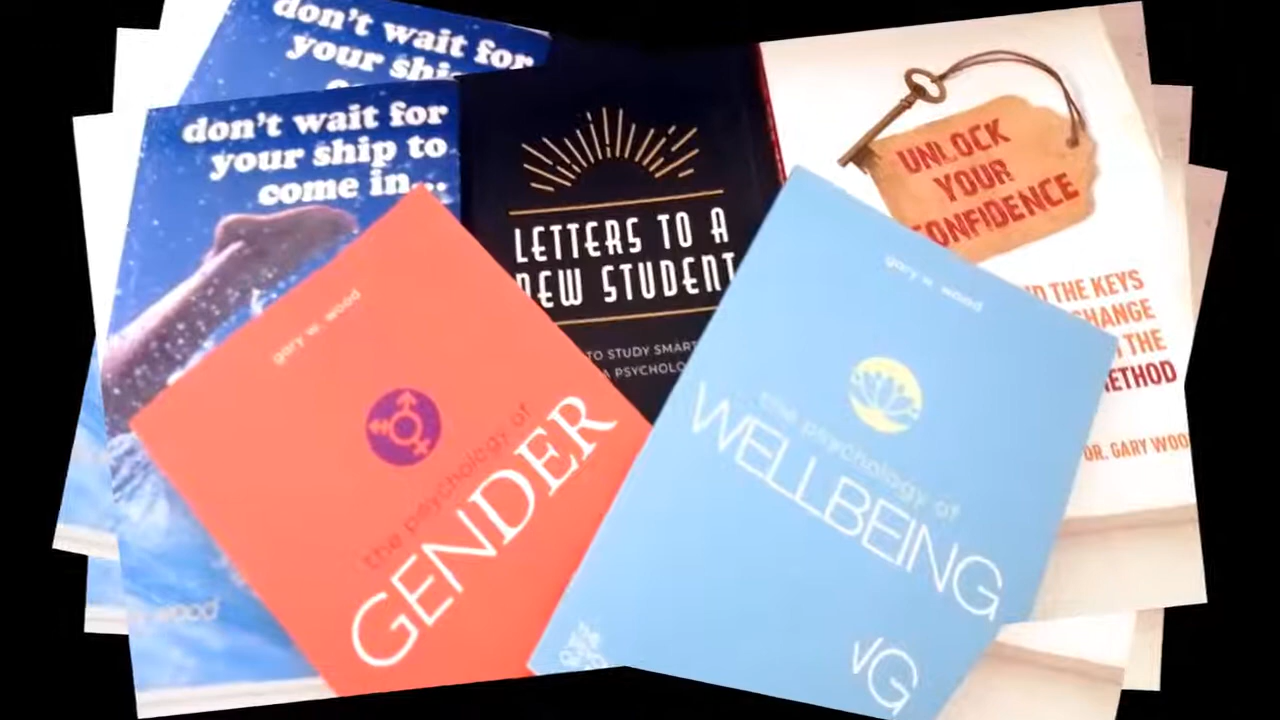 don't wait for
your ship
don't wait for
your ship to
come in...
wood
gary w. wood
the psychology of
GENDER
LETTERS TO A
NEW STUDENT
TO STUDY SMART
A PSYCHOLO
gary w. wood
the psychology of
WELLBEING
UNLOCK
YOUR
CONFIDENCE
THE KEYS
CHANGE
THE
METHOD
DR. GARY WOO